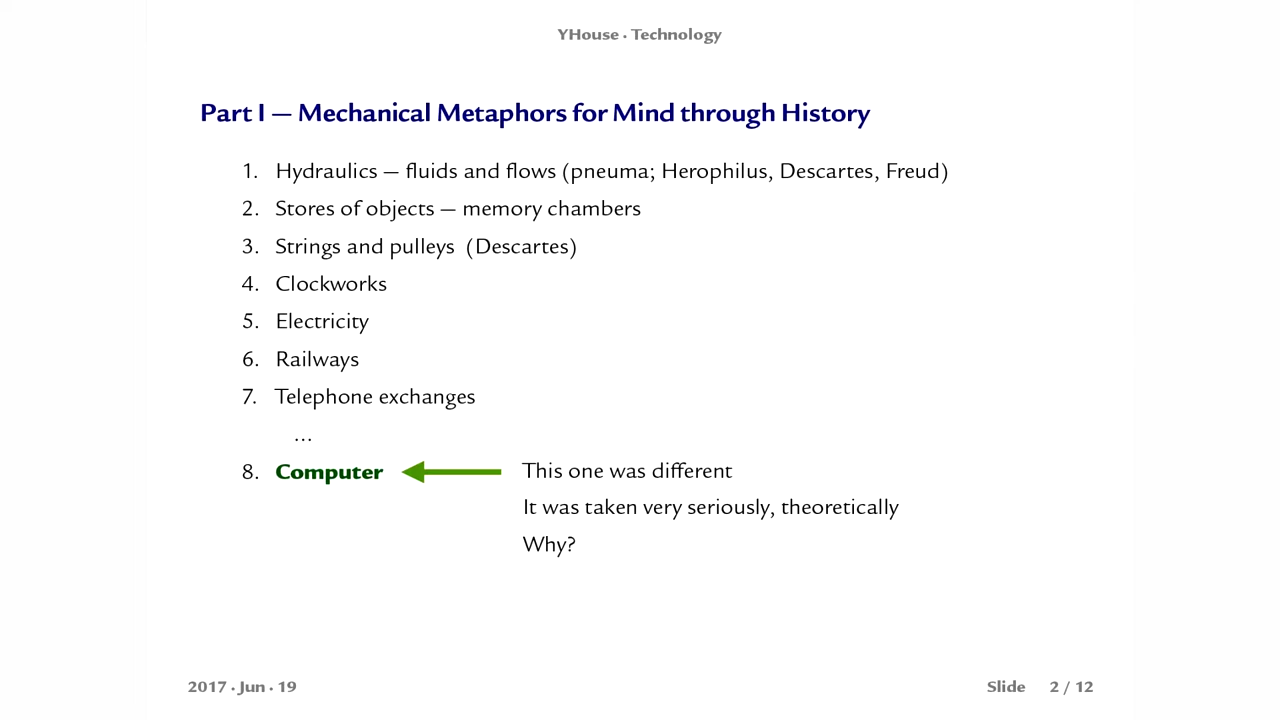 YHouse · Technology
Part I — Mechanical Metaphors for Mind through History
1. Hydraulics — fluids and flows (pneuma; Herophilus, Descartes, Freud)
2. Stores of objects — memory chambers
3. Strings and pulleys (Descartes)
4. Clockworks
5. Electricity
6. Railways
7. Telephone exchanges
...
8. Computer This one was different
It was taken very seriously, theoretically
Why?
2017 · Jun · 19 Slide 2 / 12